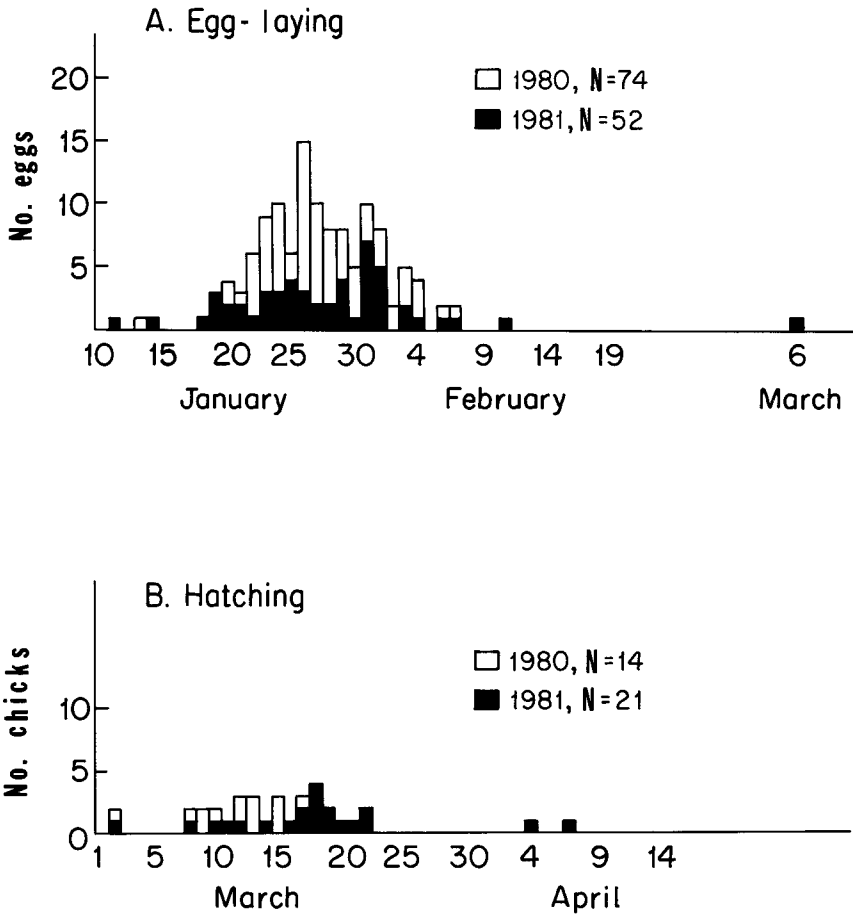 A. Egg-laying
1980, N=74
1981, N=52
No. eggs
20
15
10
5
10 15 20 25 30 4 9 14 19 6
January February March
B. Hatching
1980, N=14
1981, N=21
No. chicks
10
5
0
1 5 10 15 20 25 30 4 9 14
March April